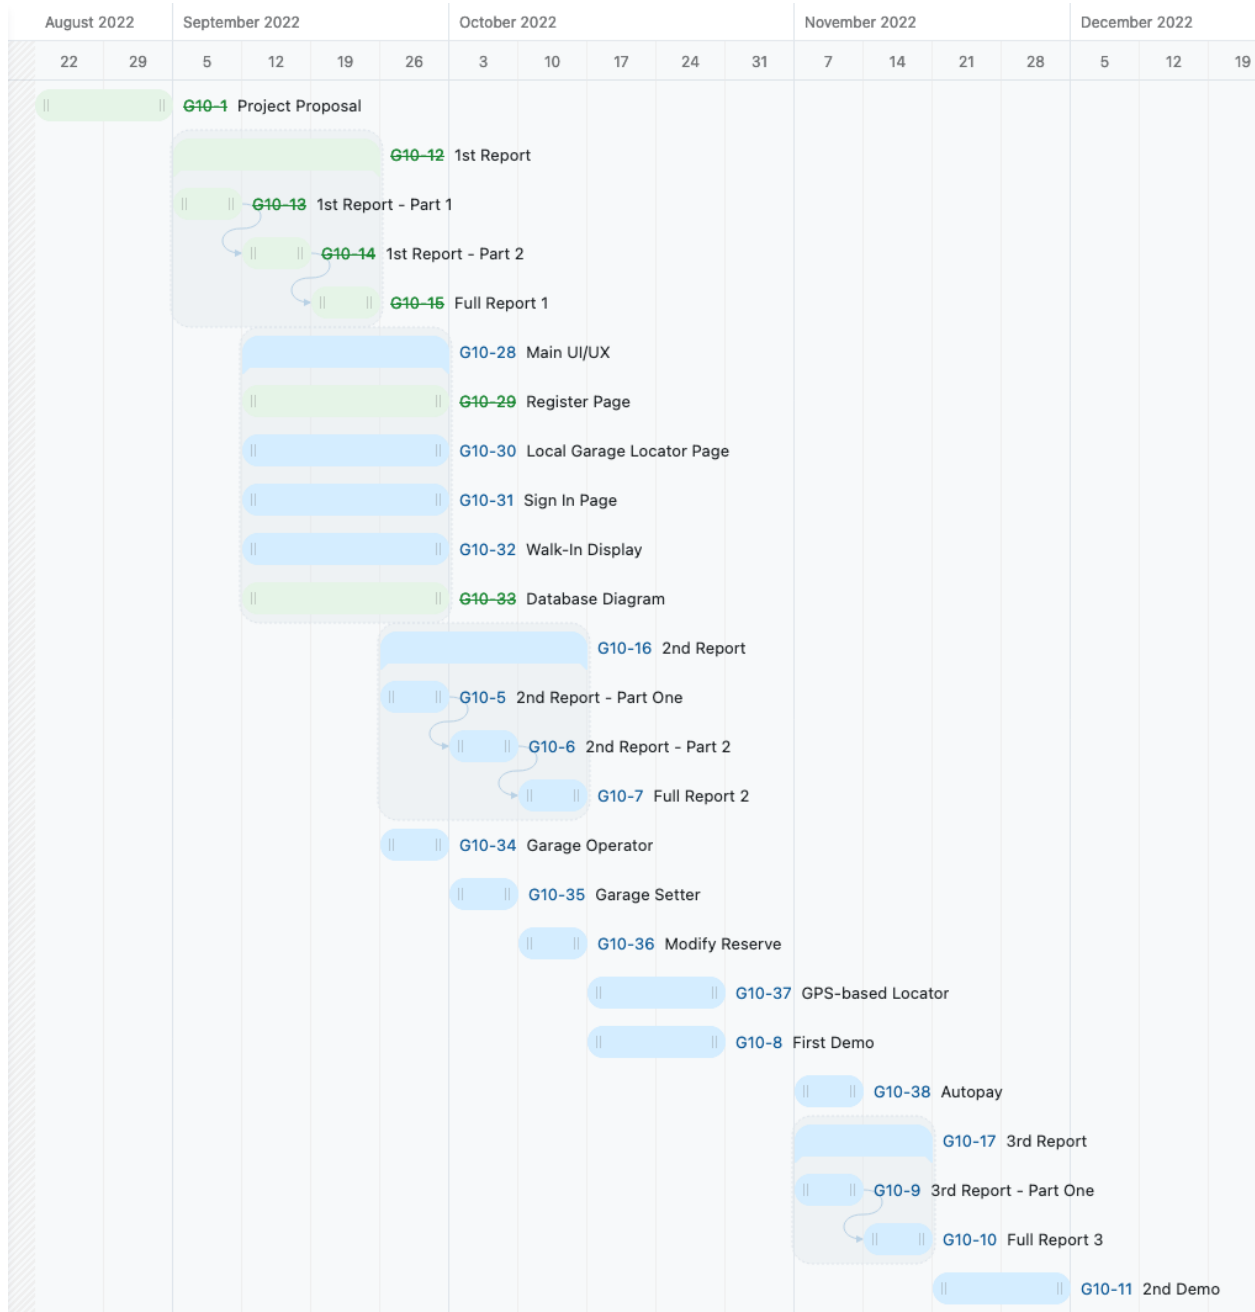 August 2022 September 2022 October 2022 November 2022 December 2022
22 29 5 12 19 26 3 10 17 24 31 7 14 21 28 5 12 19
G10-1 Project Proposal
G10-12 1st Report
G10-13 1st Report - Part 1
G10-14 1st Report - Part 2
G10-15 Full Report 1
G10-28 Main UI/UX
G10-29 Register Page
G10-30 Local Garage Locator Page
G10-31 Sign In Page
G10-32 Walk-In Display
G10-33 Database Diagram
G10-16 2nd Report
G10-5 2nd Report - Part One
G10-6 2nd Report - Part 2
G10-7 Full Report 2
G10-34 Garage Operator
G10-35 Garage Setter
G10-36 Modify Reserve
G10-37 GPS-based Locator
G10-8 First Demo
G10-38 Autopay
G10-17 3rd Report
G10-9 3rd Report - Part One
G10-10 Full Report 3
G10-11 2nd Demo